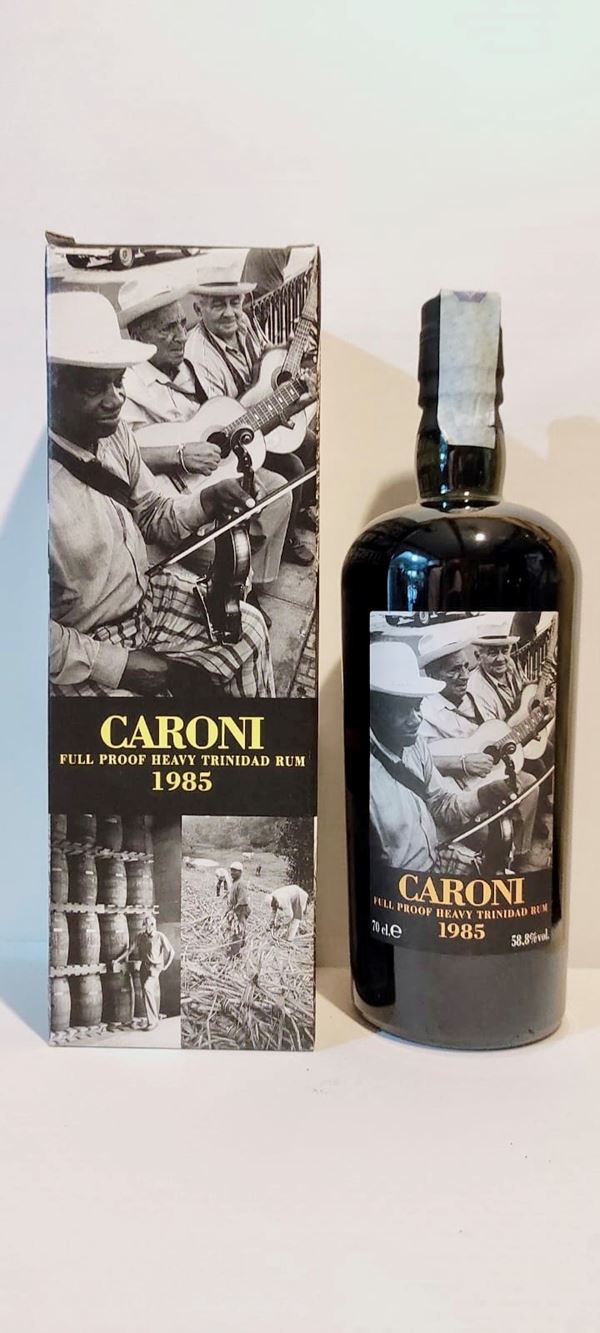 CARONI
FULL PROOF HEAVY TRINIDAD RUM
1985
CARONI
FULL PROOF HEAVY TRINIDAD RUM
70 cl.e 1985 58.8%vol.